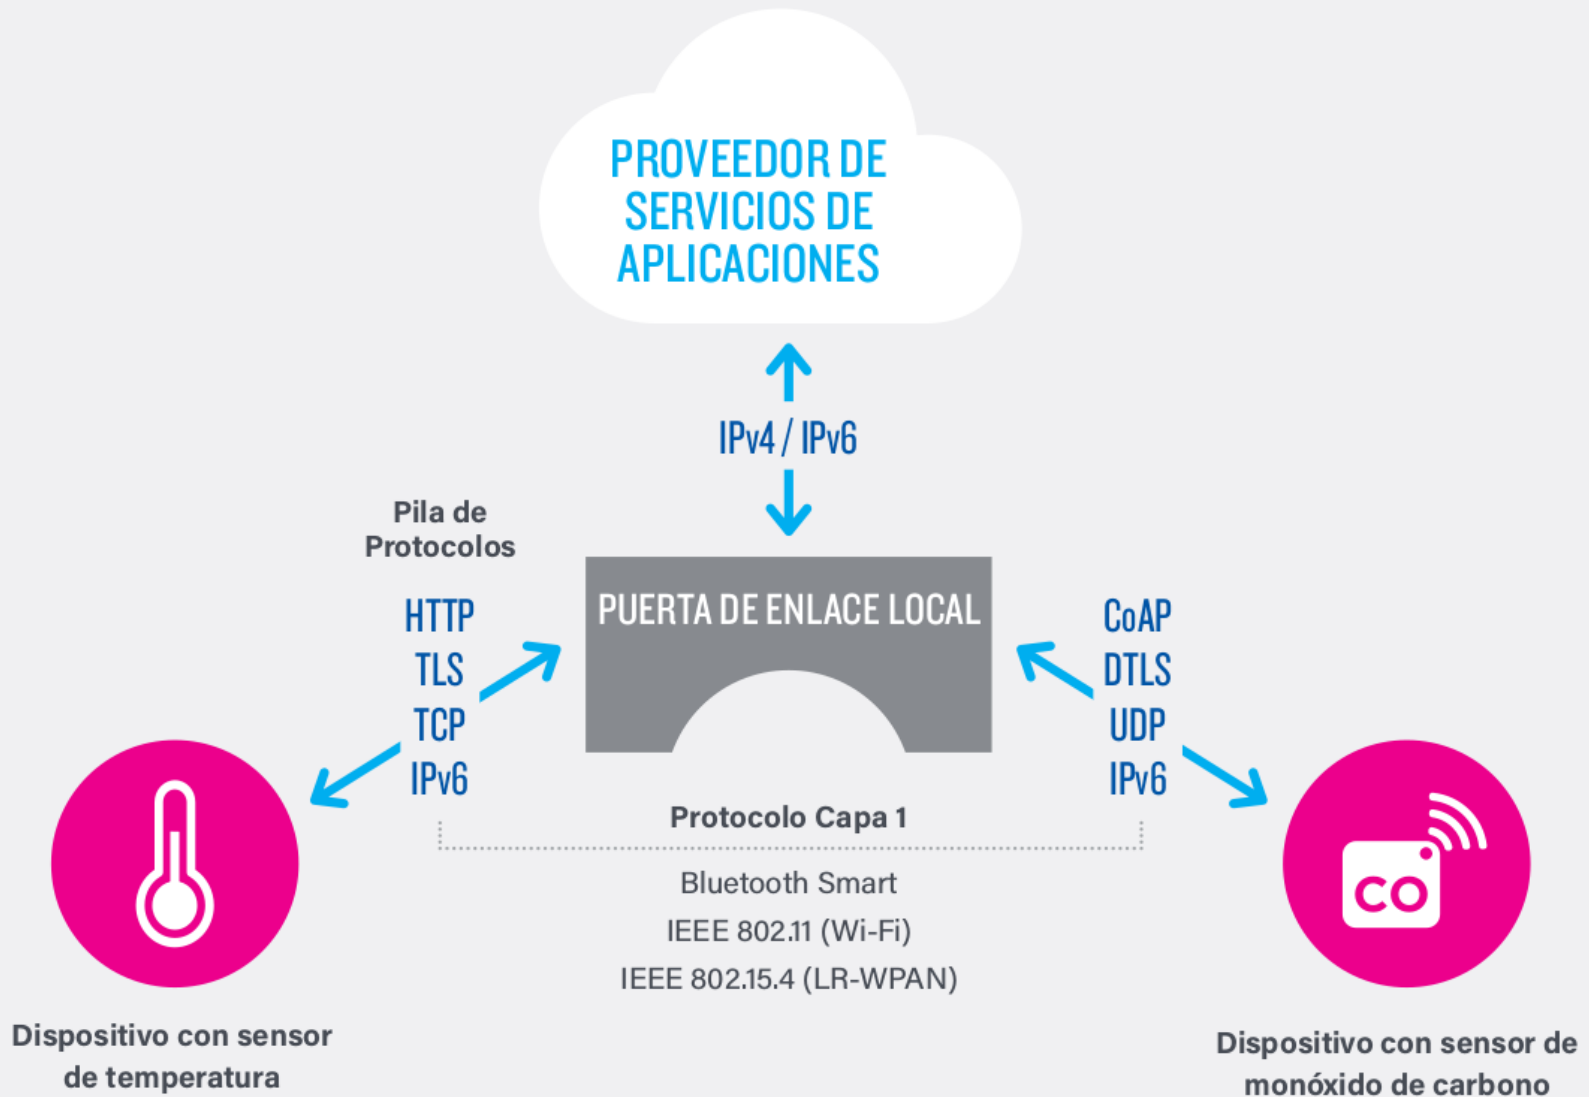 PROVEEDOR DE
SERVICIOS DE
APLICACIONES
IPv4 / IPv6
Pila de
Protocolos
HTTP
TLS
TCP
IPv6
PUERTA DE ENLACE LOCAL
CoAP
DTLS
UDP
IPv6
Protocolo Capa 1
Bluetooth Smart
IEEE 802.11 (Wi-Fi)
IEEE 802.15.4 (LR-WPAN)
Dispositivo con sensor
de temperatura
co
Dispositivo con sensor de
monóxido de carbono